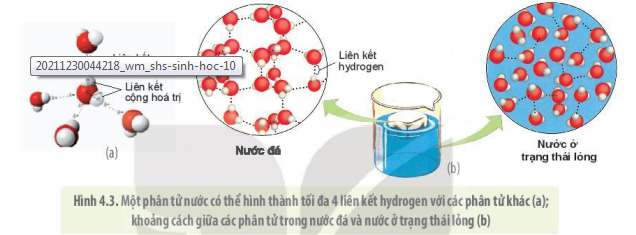 Liên kết
20211230044218_wm_shs-sinh-hoc-10
Liên kết
cộng hoá trị
(a)
Liên kết
hydrogen
Nước đá
(b)
Nước ở
trạng thái lỏng
Hình 4.3. Một phân tử nước có thể hình thành tối đa 4 liên kết hydrogen với các phân tử khác (a);
khoảng cách giữa các phân tử trong nước đá và nước ở trạng thái lỏng (b)